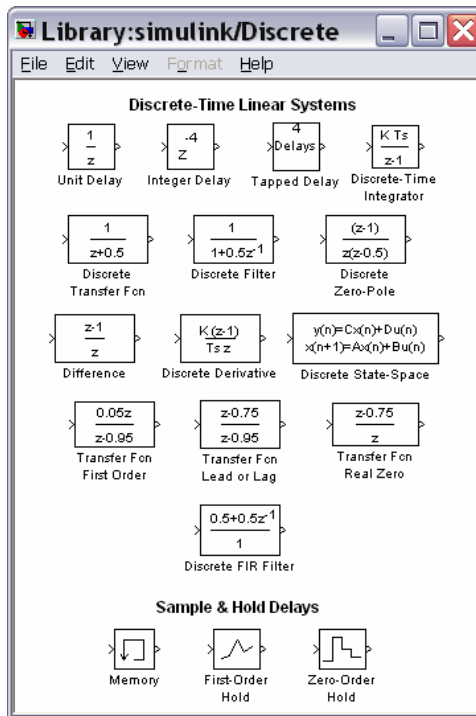 Library:simulink/Discrete
File Edit View Format Help
Discrete-Time Linear Systems
1
z
Unit Delay
-4
Z
Integer Delay
4
Delays
Tapped Delay
K Ts
z-1
Discrete-Time
Integrator
1
z+0.5
Discrete
Transfer Fcn
1
1+0.5z-1
Discrete Filter
(z-1)
z(z-0.5)
Discrete
Zero-Pole
z-1
z
Difference
K (z-1)
Ts z
Discrete Derivative
y(n)=Cx(n)+Du(n)
x(n+1)=Ax(n)+Bu(n)
Discrete State-Space
0.05z
z-0.95
Transfer Fcn
First Order
z-0.75
z-0.95
Transfer Fcn
Lead or Lag
z-0.75
z
Transfer Fcn
Real Zero
0.5+0.5z-1
1
Discrete FIR Filter
Sample & Hold Delays
Memory
First-Order
Hold
Zero-Order
Hold